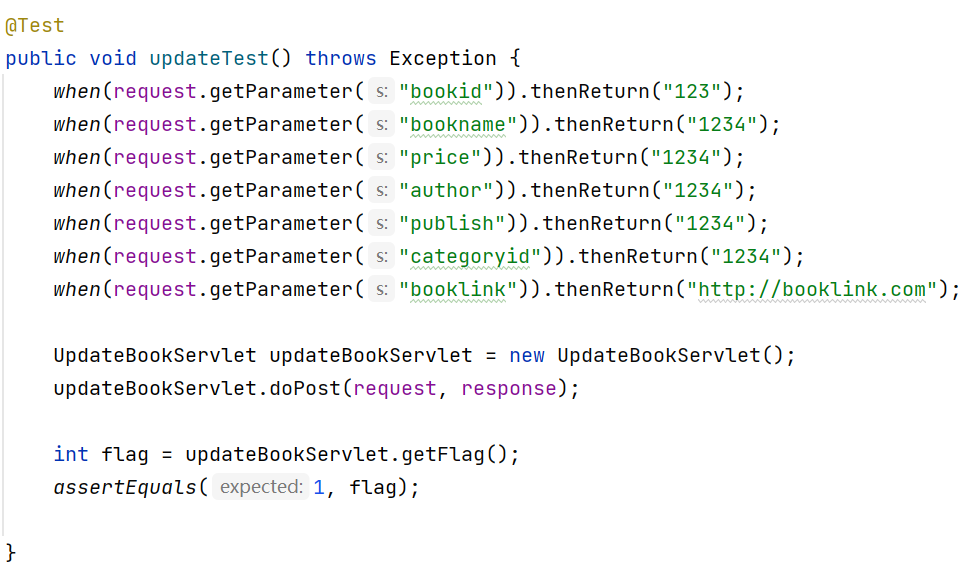 @Test
public void updateTest() throws Exception {
when(request.getParameter( s: "bookid")).thenReturn("123");
when(request.getParameter( s: "bookname")).thenReturn("1234");
when(request.getParameter( s: "price")).thenReturn("1234");
when(request.getParameter( s: "author")).thenReturn("1234");
when(request.getParameter( s: "publish")).thenReturn("1234");
when(request.getParameter( s: "categoryid")).thenReturn("1234");
when(request.getParameter( s: "booklink")).thenReturn("http://booklink.com");
UpdateBookServlet updateBookServlet = new UpdateBookServlet();
updateBookServlet.doPost(request, response);
int flag = updateBookServlet.getFlag();
assertEquals( expected: 1, flag);
}